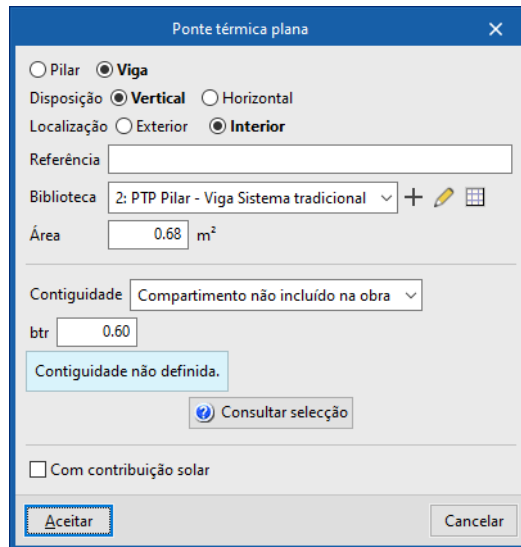 Ponte térmica plana
Pilar Viga
Disposição Vertical Horizontal
Localização Exterior Interior
Referência
Biblioteca 2: PTP Pilar - Viga Sistema tradicional
Área 0.68 m²
Contiguidade Compartimento não incluído na obra
btr 0.60
Contiguidade não definida.
Consultar selecção
Com contribuição solar
Aceitar Cancelar